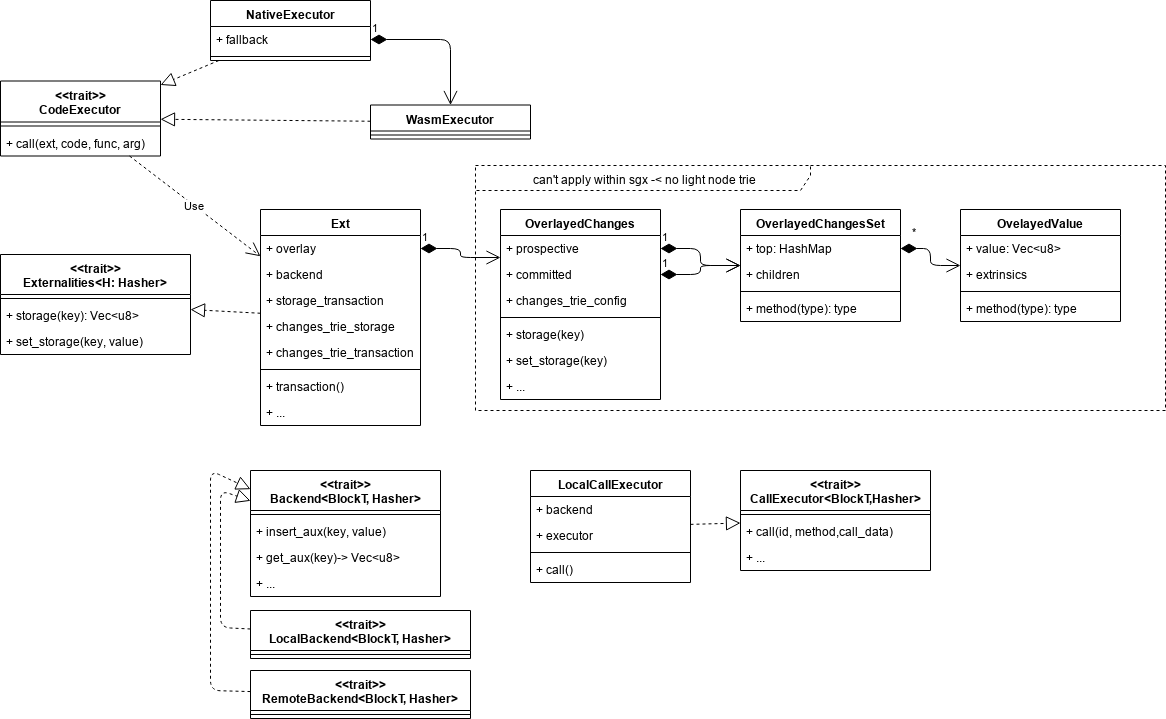 NativeExecutor
+ fallback
1
<<trait>>
CodeExecutor
+ call(ext, code, func, arg)
WasmExecutor
Use
can't apply within sgx -< no light node trie
Ext
+ overlay
+ backend
+ storage_transaction
+ changes_trie_storage
+ changes_trie_transaction
+ transaction()
+ ...
1
OverlayedChanges
+ prospective
+ committed
+ changes_trie_config
+ storage(key)
+ set_storage(key)
+ ...
1
1
OverlayedChangesSet
+ top: HashMap
+ children
+ method(type): type
*
OvelayedValue
+ value: Vec<u8>
+ extrinsics
+ method(type): type
<<trait>>
Externalities<H: Hasher>
+ storage(key): Vec<u8>
+ set_storage(key, value)
<<trait>>
Backend<BlockT, Hasher>
+ insert_aux(key, value)
+ get_aux(key)-> Vec<u8>
+ ...
LocalCallExecutor
+ backend
+ executor
+ call()
<<trait>>
CallExecutor<BlockT,Hasher>
+ call(id, method,call_data)
+ ...
<<trait>>
LocalBackend<BlockT, Hasher>
<<trait>>
RemoteBackend<BlockT, Hasher>